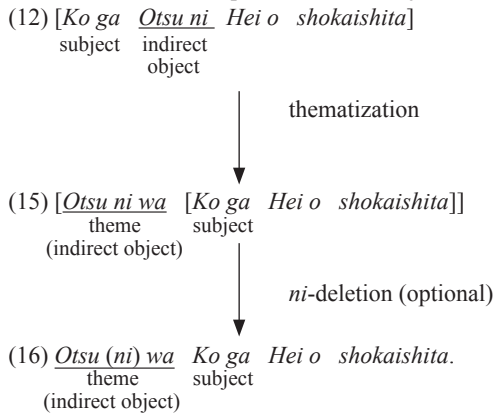 (12) [Ko ga Otsu ni Hei o shokaishita]
subject indirect
object
thematization
(15) [Otsu ni wa [Ko ga Hei o shokaishita]]
theme subject
(indirect object)
ni-deletion (optional)
(16) Otsu (ni) wa Ko ga Hei o shokaishita.
theme subject
(indirect object)